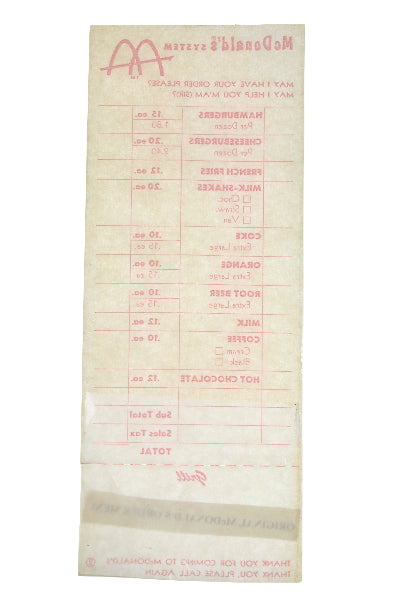 McDonald's SYSTEM
MAY I HAVE YOUR ORDER PLEASE?
MAY I HELP YOU M'AM (SIR)?
HAMBURGERS .15 ea.
Per Dozen 1.80
CHEESEBURGERS .20 ea.
Per Dozen 2.40
FRENCH FRIES .12 ea.
MILK-SHAKES .20 ea.
Choc.
Straw.
Van
COKE .10 ea.
Extra Large .15 ea.
ORANGE .10 ea.
Extra Large .15 ea.
ROOT BEER .10 ea.
Extra Large .15 ea.
MILK .12 ea.
COFFEE .10 ea.
Cream
Black
HOT CHOCOLATE .12 ea.
Sub Total
Sales Tax
TOTAL
Grill
ORIGINAL McDONALD'S ORDER MENU
THANK YOU FOR COMING TO McDONALD'S
THANK YOU, PLEASE CALL AGAIN